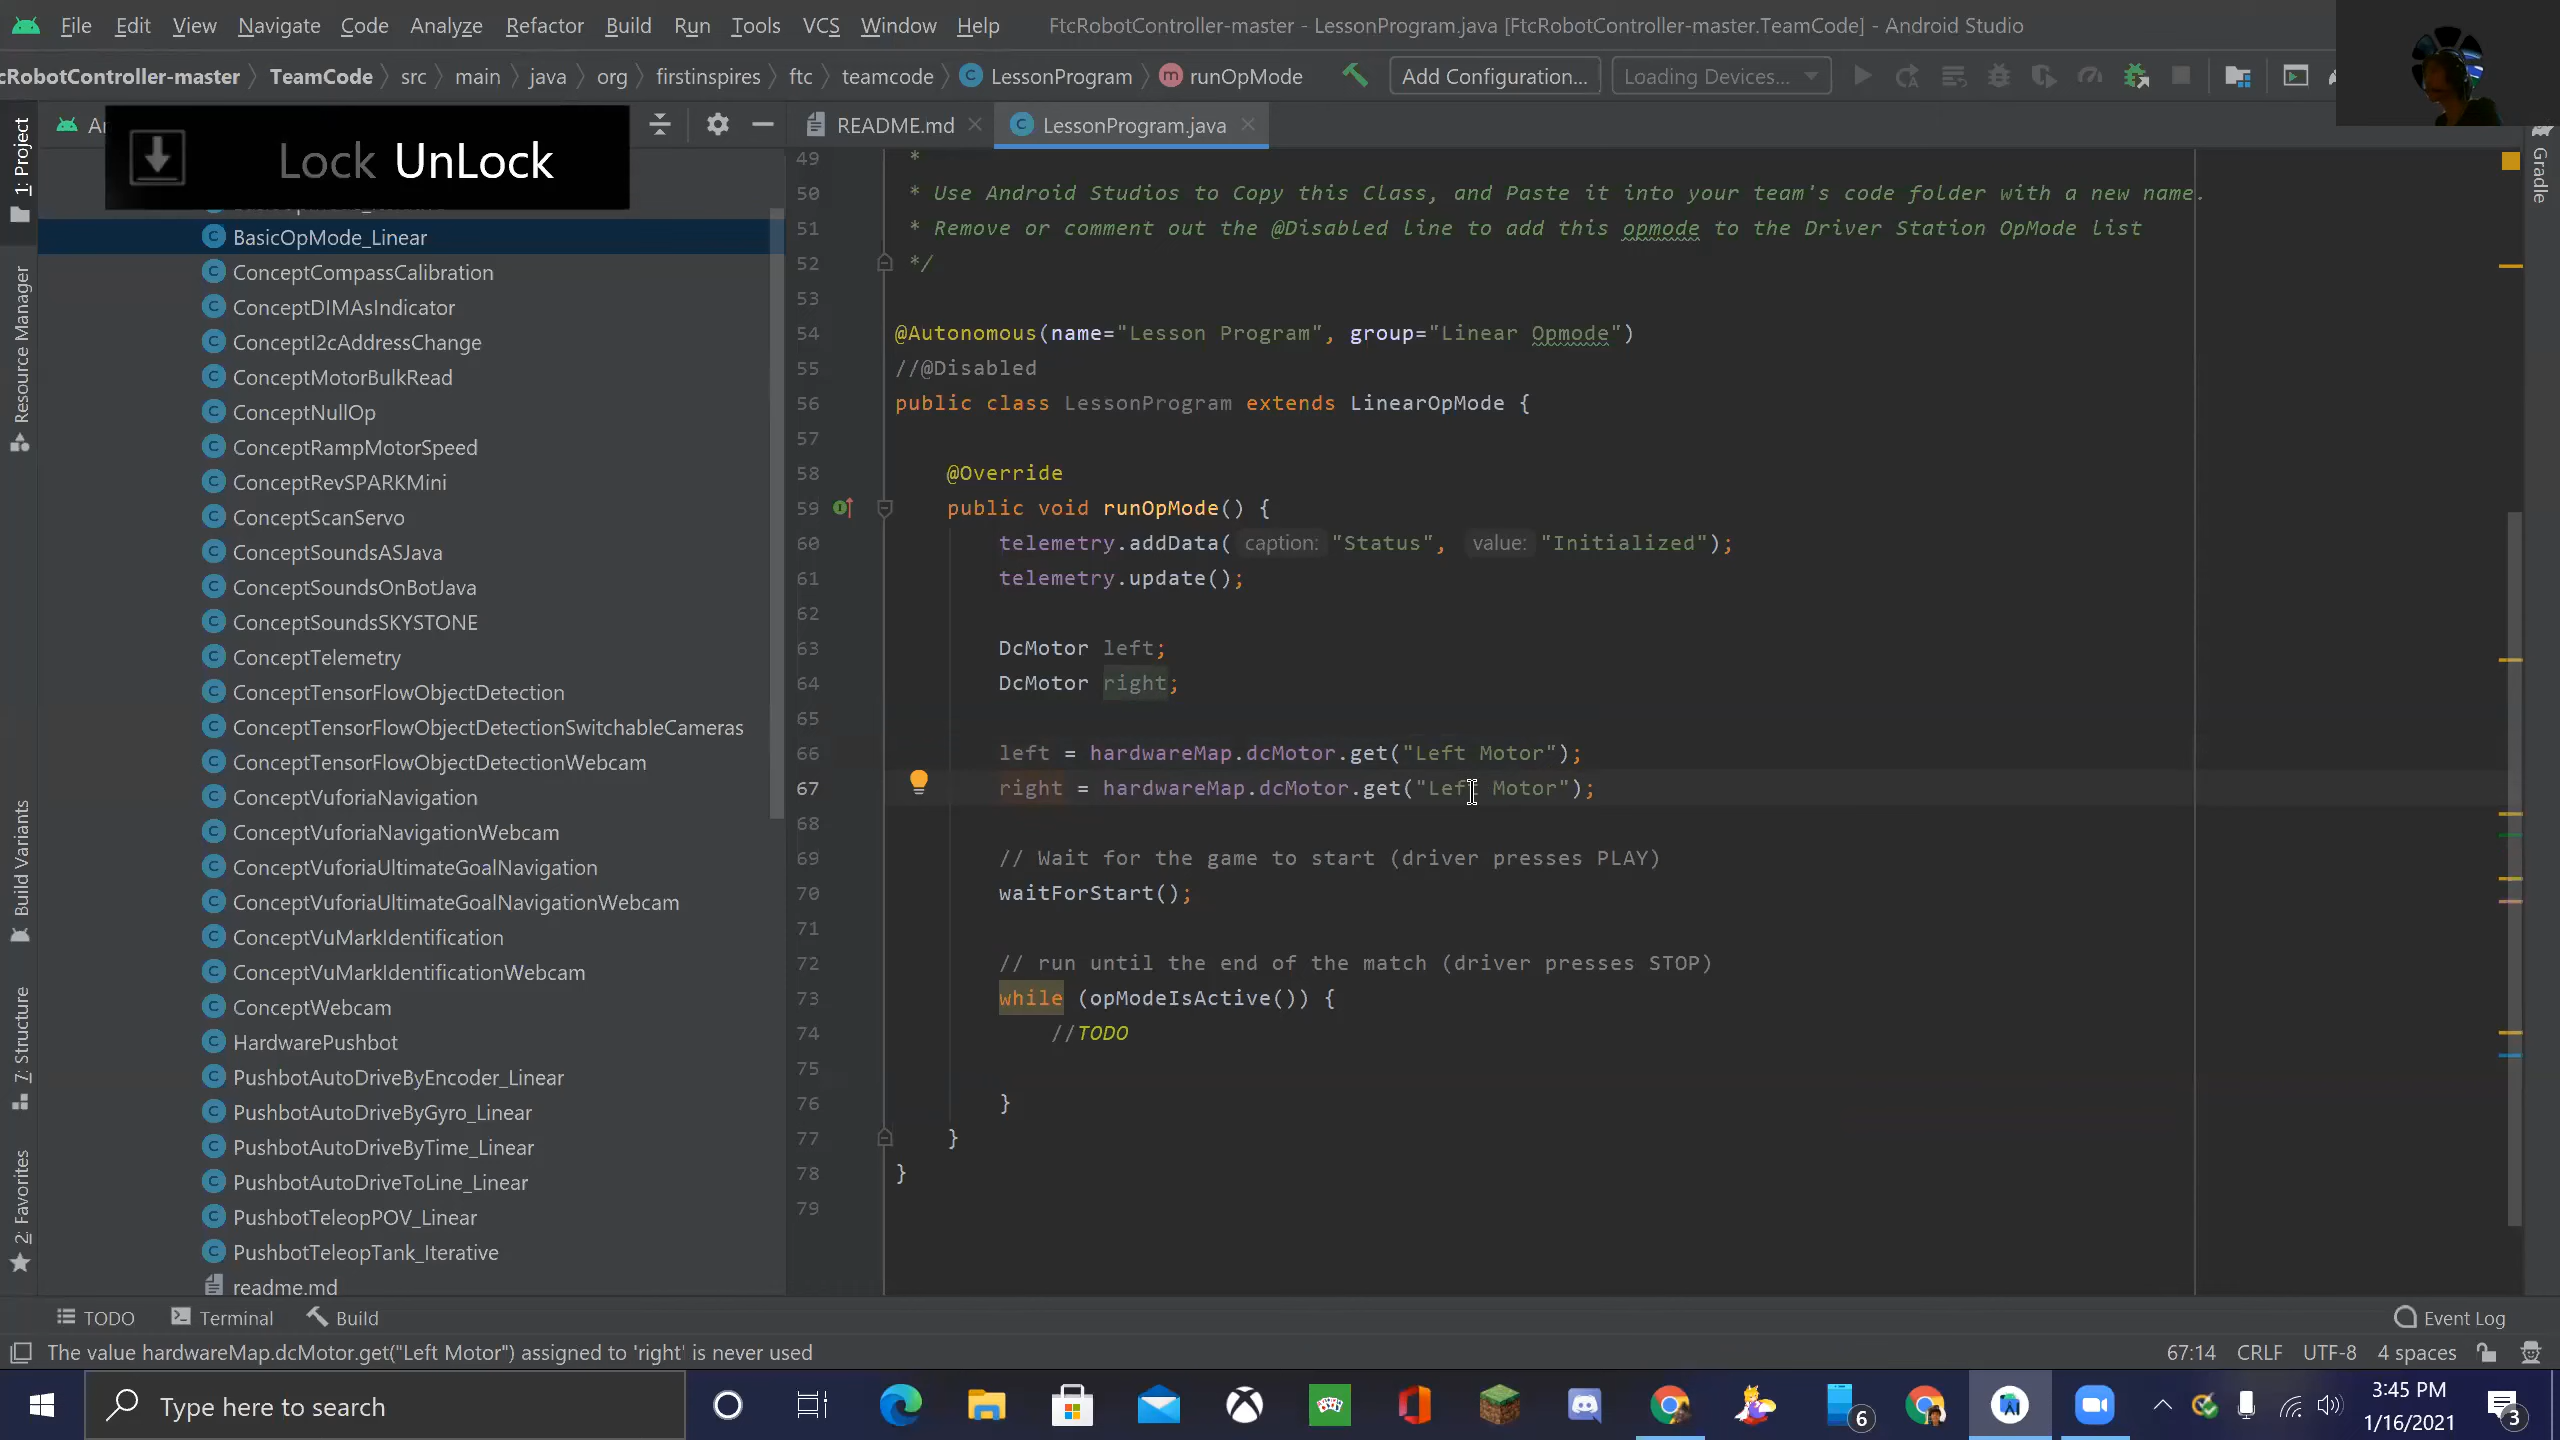 File Edit View Navigate Code Analyze Refactor Build Run Tools VCS Window Help FtcRobotController-master - LessonProgram.java [FtcRobotController-master.TeamCode] - Android Studio
cRobotController-master TeamCode src main java org firstinspires ftc teamcode LessonProgram runOpMode Add Configuration... Loading Devices...
Lock UnLock
README.md LessonProgram.java
1: Project
Resource Manager
Build Variants
7: Structure
2: Favorites
BasicOpMode_Linear
ConceptCompassCalibration
ConceptDIMAsIndicator
ConceptI2cAddressChange
ConceptMotorBulkRead
ConceptNullOp
ConceptRampMotorSpeed
ConceptRevSPARKMini
ConceptScanServo
ConceptSoundsASJava
ConceptSoundsOnBotJava
ConceptSoundsSKYSTONE
ConceptTelemetry
ConceptTensorFlowObjectDetection
ConceptTensorFlowObjectDetectionSwitchableCameras
ConceptTensorFlowObjectDetectionWebcam
ConceptVuforiaNavigation
ConceptVuforiaNavigationWebcam
ConceptVuforiaUltimateGoalNavigation
ConceptVuforiaUltimateGoalNavigationWebcam
ConceptVuMarkIdentification
ConceptVuMarkIdentificationWebcam
ConceptWebcam
HardwarePushbot
PushbotAutoDriveByEncoder_Linear
PushbotAutoDriveByGyro_Linear
PushbotAutoDriveByTime_Linear
PushbotAutoDriveToLine_Linear
PushbotTeleopPOV_Linear
PushbotTeleopTank_Iterative
readme.md
49 *
50 * Use Android Studios to Copy this Class, and Paste it into your team's code folder with a new name.
51 * Remove or comment out the @Disabled line to add this opmode to the Driver Station OpMode list
52 */
53
54 @Autonomous(name="Lesson Program", group="Linear Opmode")
55 //@Disabled
56 public class LessonProgram extends LinearOpMode {
57
58 @Override
59 public void runOpMode() {
60 telemetry.addData( caption: "Status", value: "Initialized");
61 telemetry.update();
62
63 DcMotor left;
64 DcMotor right;
65
66 left = hardwareMap.dcMotor.get("Left Motor");
67 right = hardwareMap.dcMotor.get("Left Motor");
68
69 // Wait for the game to start (driver presses PLAY)
70 waitForStart();
71
72 // run until the end of the match (driver presses STOP)
73 while (opModeIsActive()) {
74 //TODO
75
76 }
77 }
78 }
79
Gradle
TODO Terminal Build Event Log
The value hardwareMap.dcMotor.get("Left Motor") assigned to 'right' is never used 67:14 CRLF UTF-8 4 spaces
Type here to search
6
3:45 PM
1/16/2021
3